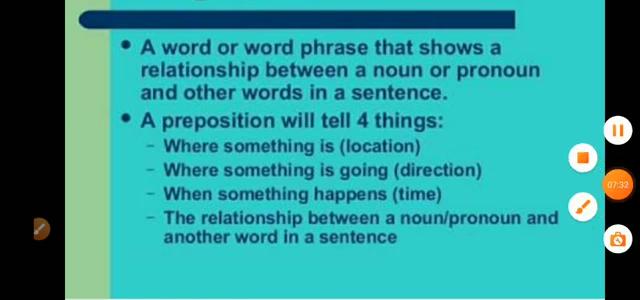 • A word or word phrase that shows a
relationship between a noun or pronoun
and other words in a sentence.
• A preposition will tell 4 things:
– Where something is (location)
– Where something is going (direction)
– When something happens (time)
– The relationship between a noun/pronoun and
another word in a sentence
07:32